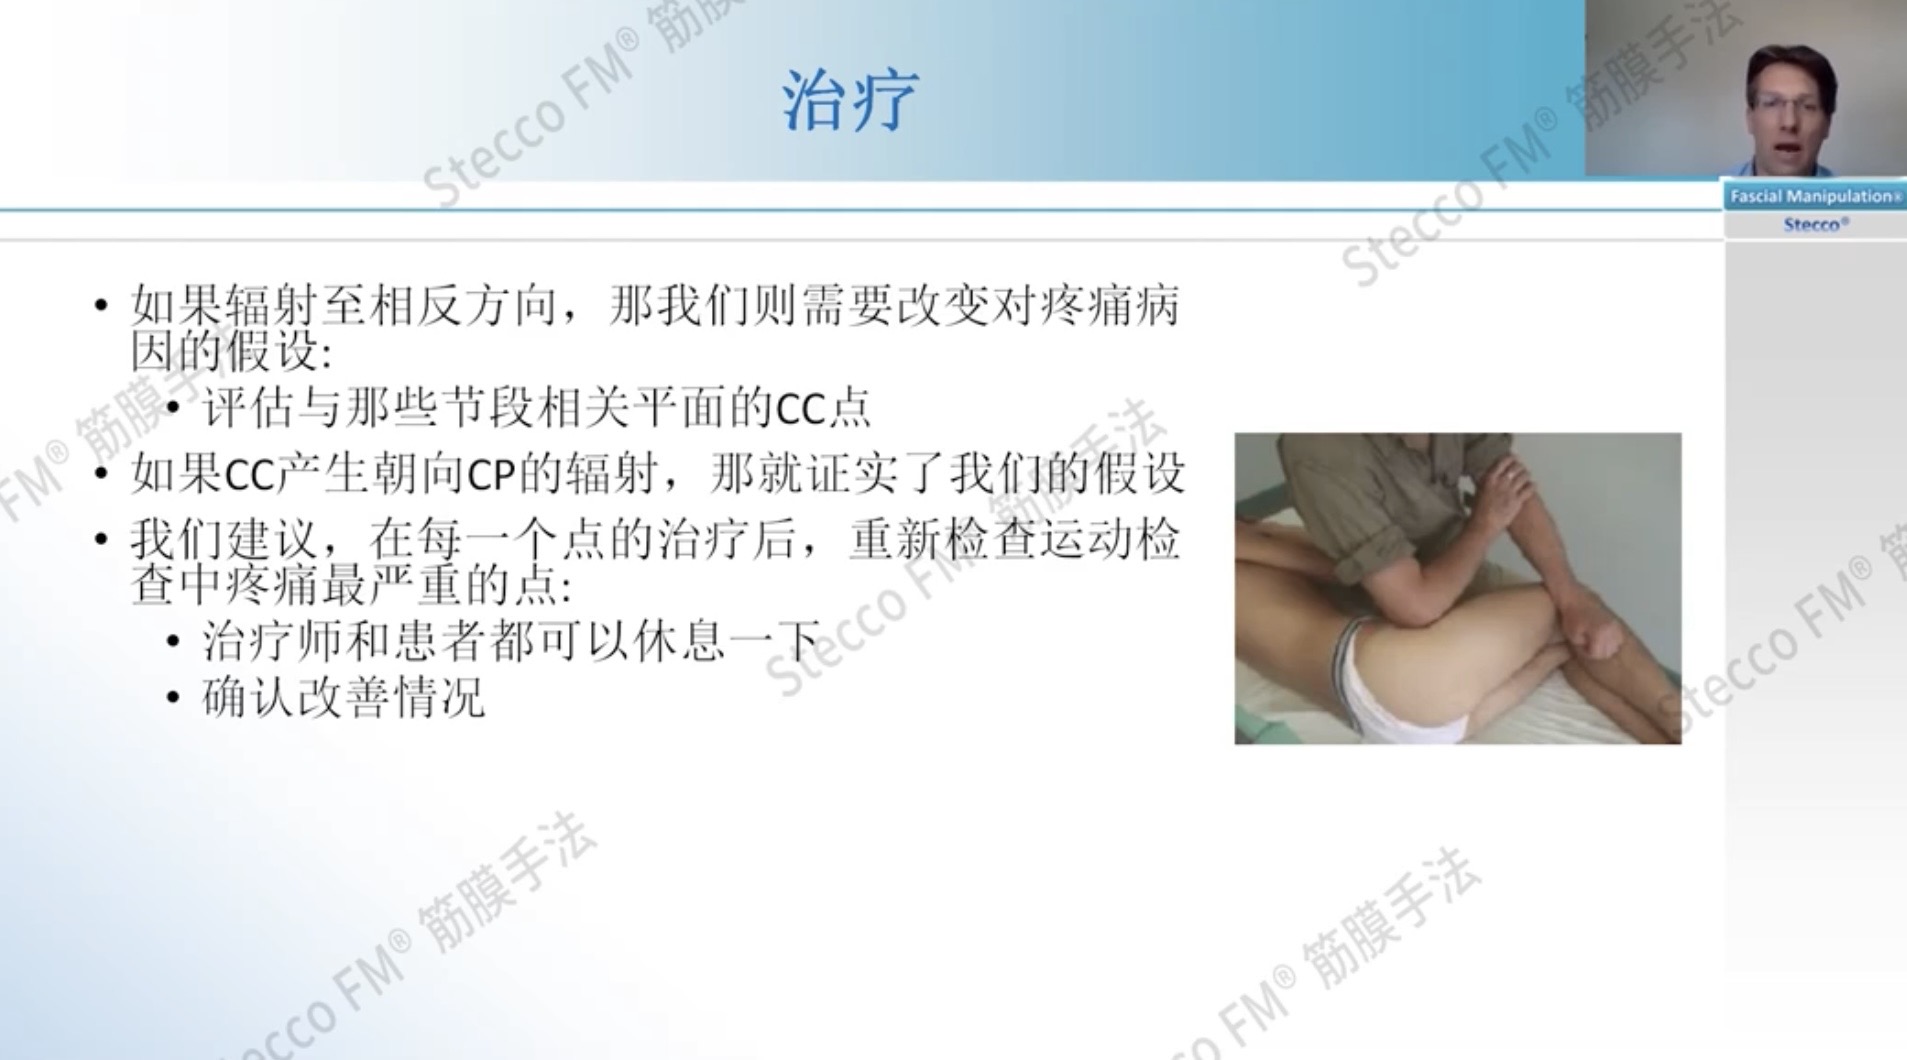 治疗
Fascial Manipulation®
Stecco®
• 如果辐射至相反方向，那我们则需要改变对疼痛病
因的假设:
• 评估与那些节段相关平面的CC点
• 如果CC产生朝向CP的辐射，那就证实了我们的假设
• 我们建议，在每一个点的治疗后，重新检查运动检
查中疼痛最严重的点:
• 治疗师和患者都可以休息一下
• 确认改善情况
Stecco FM® 筋膜手法
Stecco FM® 筋膜手法
FM® 筋膜手法
Stecco FM® 筋膜手法
Stecco FM® 筋
Stecco FM® 筋膜手法
FM® 筋膜手法